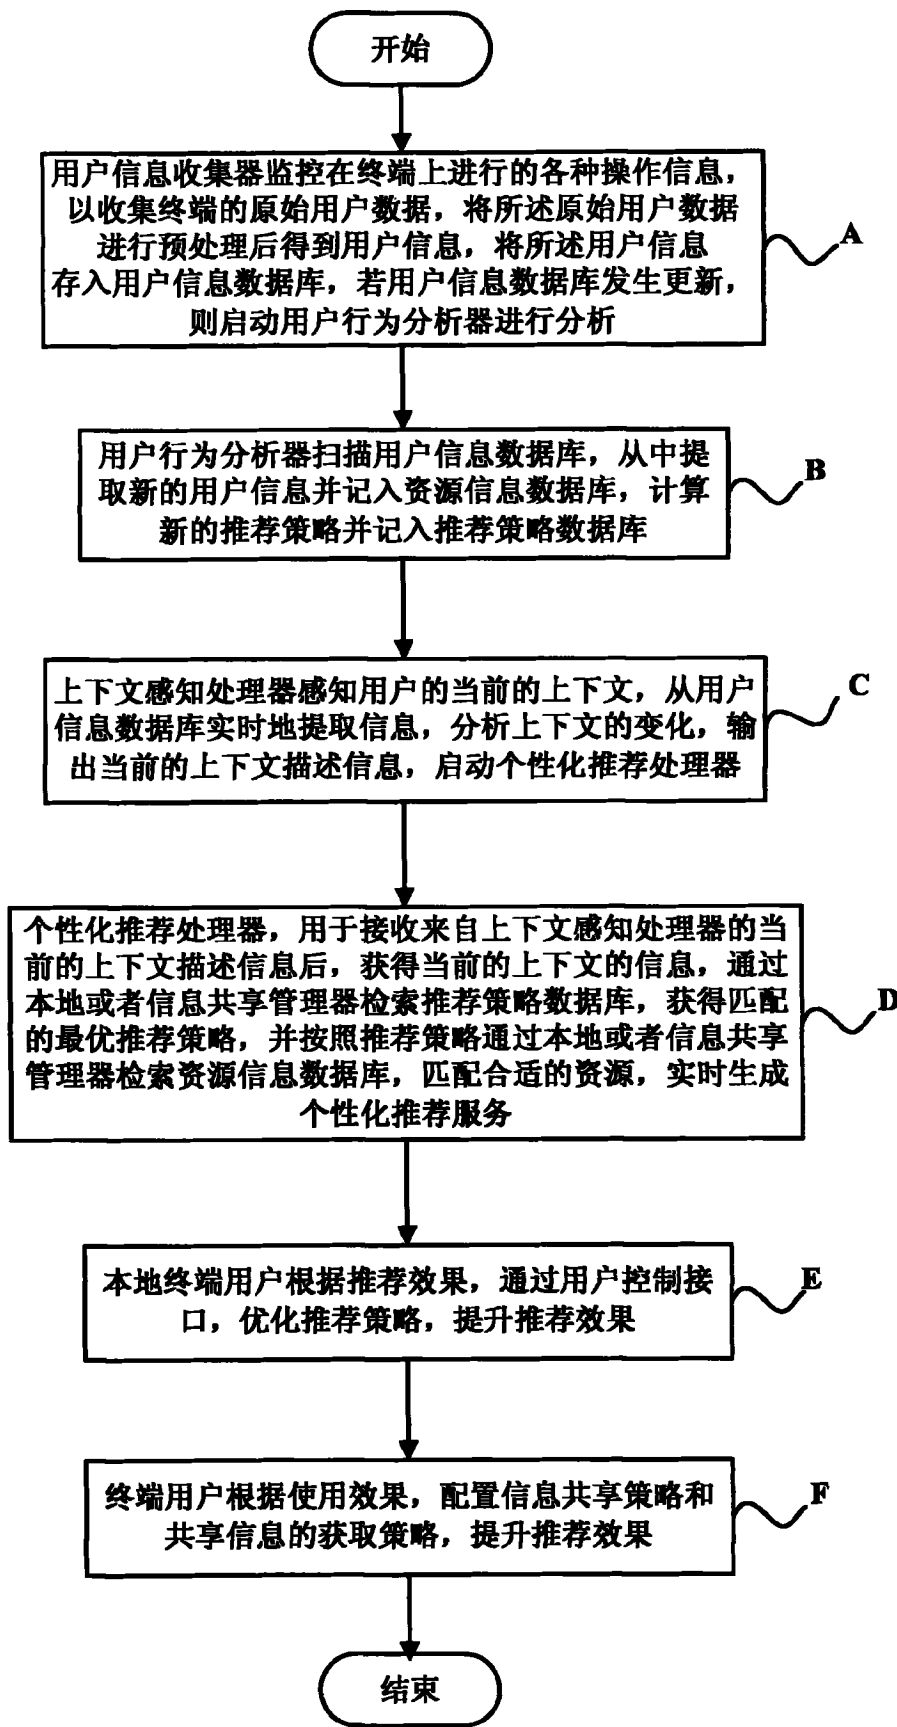 开始
用户信息收集器监控在终端上进行的各种操作信息，
以收集终端的原始用户数据，将所述原始用户数据
进行预处理后得到用户信息，将所述用户信息
存入用户信息数据库，若用户信息数据库发生更新，
则启动用户行为分析器进行分析
A
用户行为分析器扫描用户信息数据库，从中提
取新的用户信息并记入资源信息数据库，计算
新的推荐策略并记入推荐策略数据库
B
上下文感知处理器感知用户的当前的上下文，从用户
信息数据库实时地提取信息，分析上下文的变化，输
出当前的上下文描述信息，启动个性化推荐处理器
C
个性化推荐处理器，用于接收来自上下文感知处理器的当
前的上下文描述信息后，获得当前的上下文的信息，通过
本地或者信息共享管理器检索推荐策略数据库，获得匹配
的最优推荐策略，并按照推荐策略通过本地或者信息共享
管理器检索资源信息数据库，匹配合适的资源，实时生成
个性化推荐服务
D
本地终端用户根据推荐效果，通过用户控制接
口，优化推荐策略，提升推荐效果
E
终端用户根据使用效果，配置信息共享策略和
共享信息的获取策略，提升推荐效果
F
结束